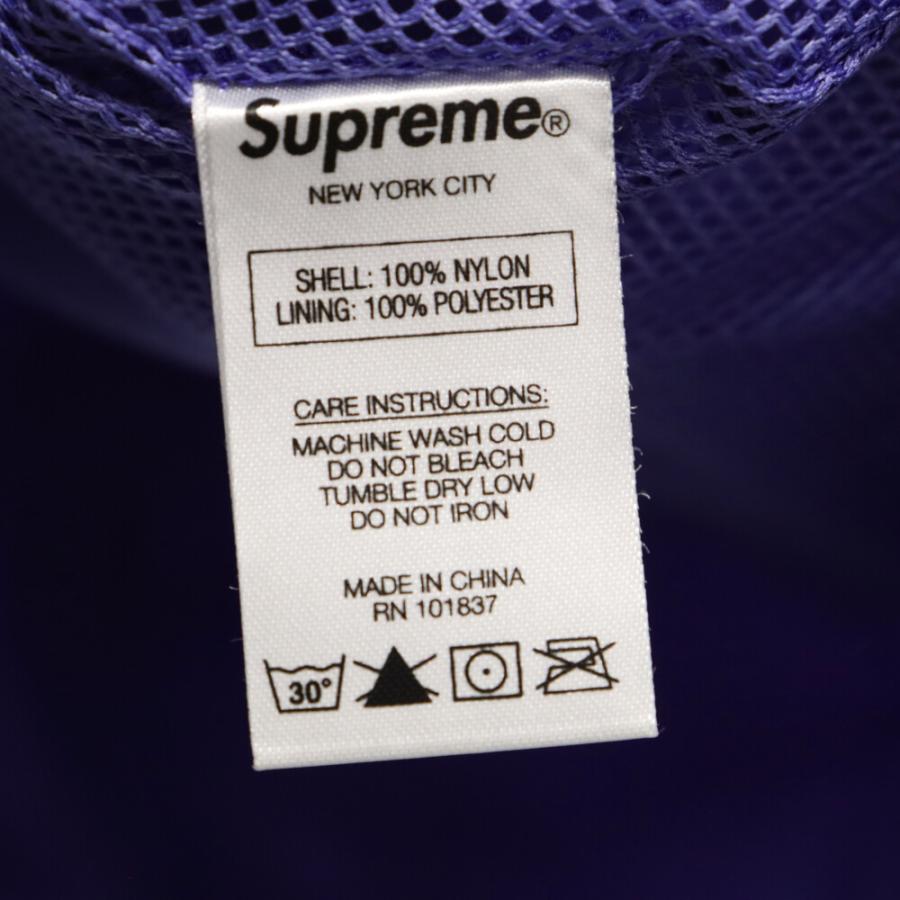 Supreme®
NEW YORK CITY
SHELL: 100% NYLON
LINING: 100% POLYESTER
CARE INSTRUCTIONS:
MACHINE WASH COLD
DO NOT BLEACH
TUMBLE DRY LOW
DO NOT IRON
MADE IN CHINA
RN 101837
30°